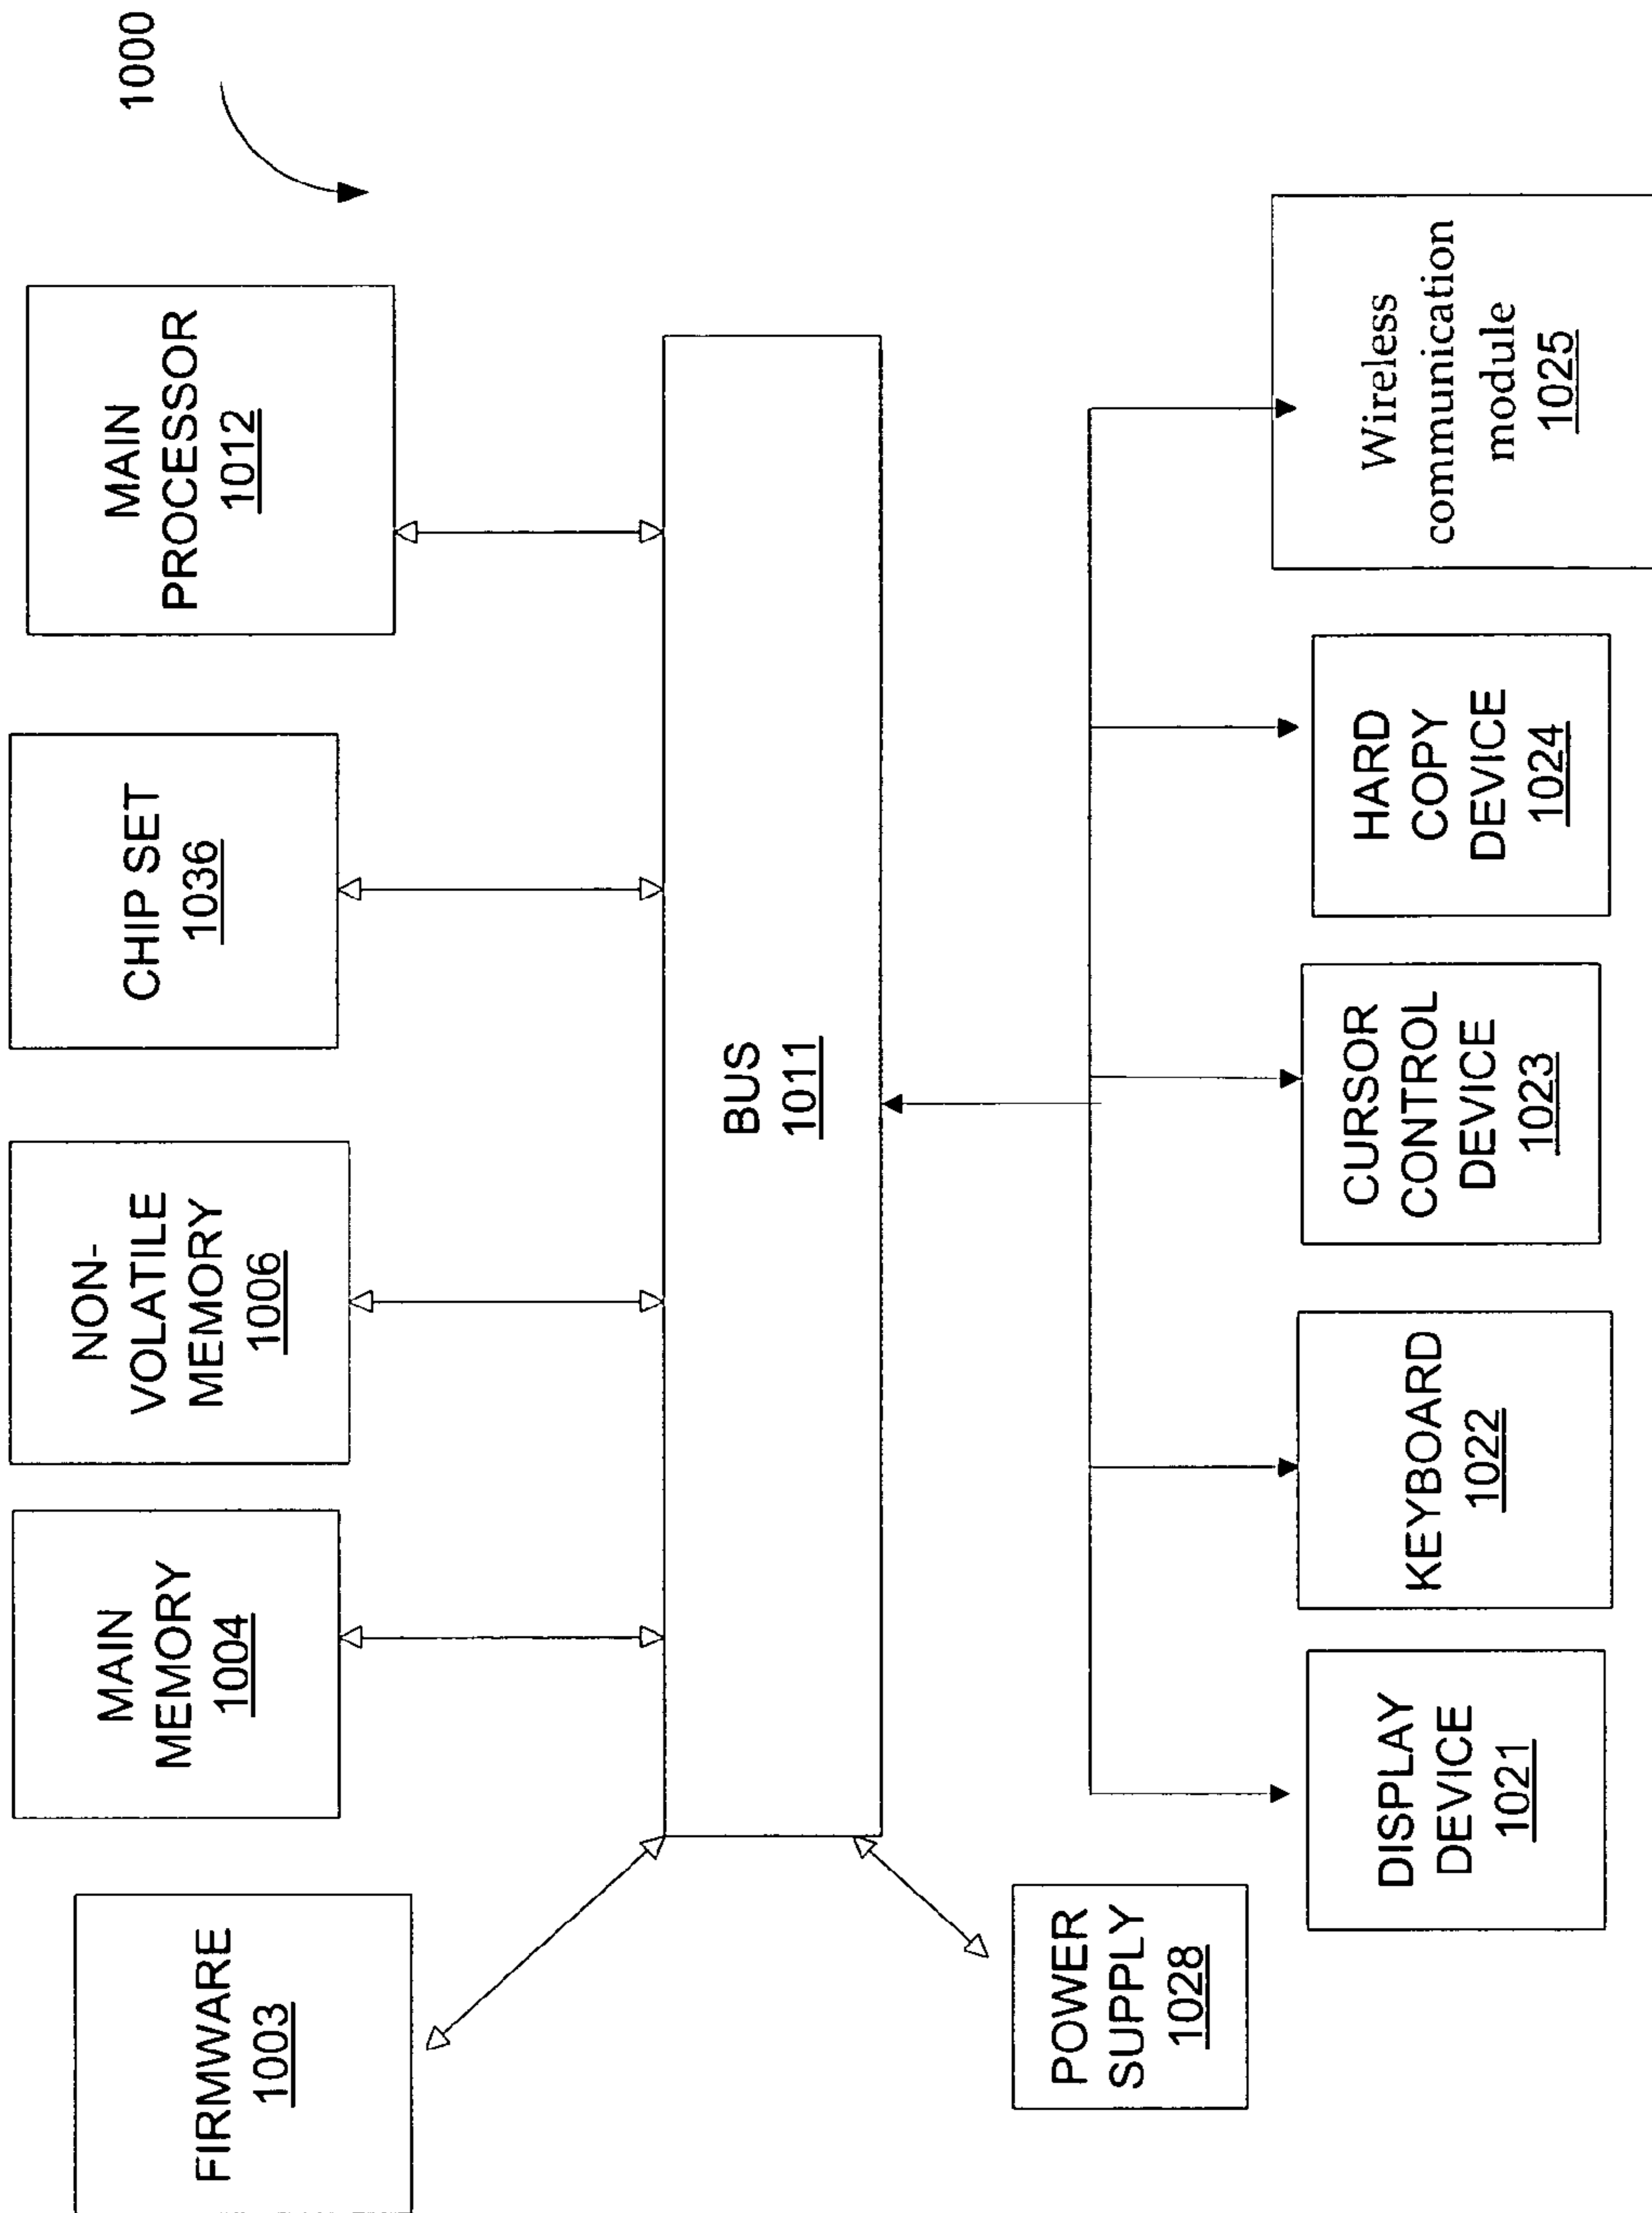 1000
FIRMWARE
1003
MAIN
MEMORY
1004
NON-
VOLATILE
MEMORY
1006
CHIP SET
1036
MAIN
PROCESSOR
1012
BUS
1011
POWER
SUPPLY
1028
DISPLAY
DEVICE
1021
KEYBOARD
1022
CURSOR
CONTROL
DEVICE
1023
HARD
COPY
DEVICE
1024
Wireless
communication
module
1025